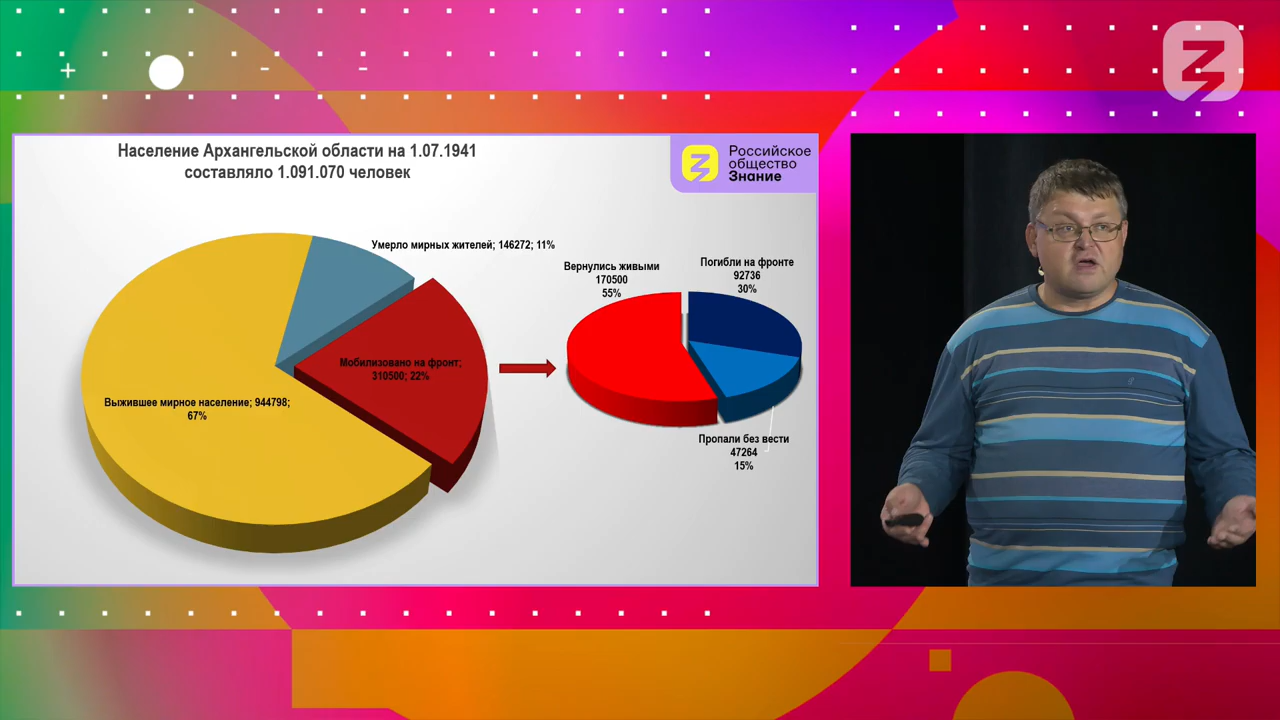 Население Архангельской области на 1.07.1941
составляло 1.091.070 человек
Российское
общество
Знание
Умерло мирных жителей; 146272; 11%
Мобилизовано на фронт;
310500; 22%
Выжившее мирное население; 944798;
67%
Вернулись живыми
170500
55%
Погибли на фронте
92736
30%
Пропали без вести
47264
15%